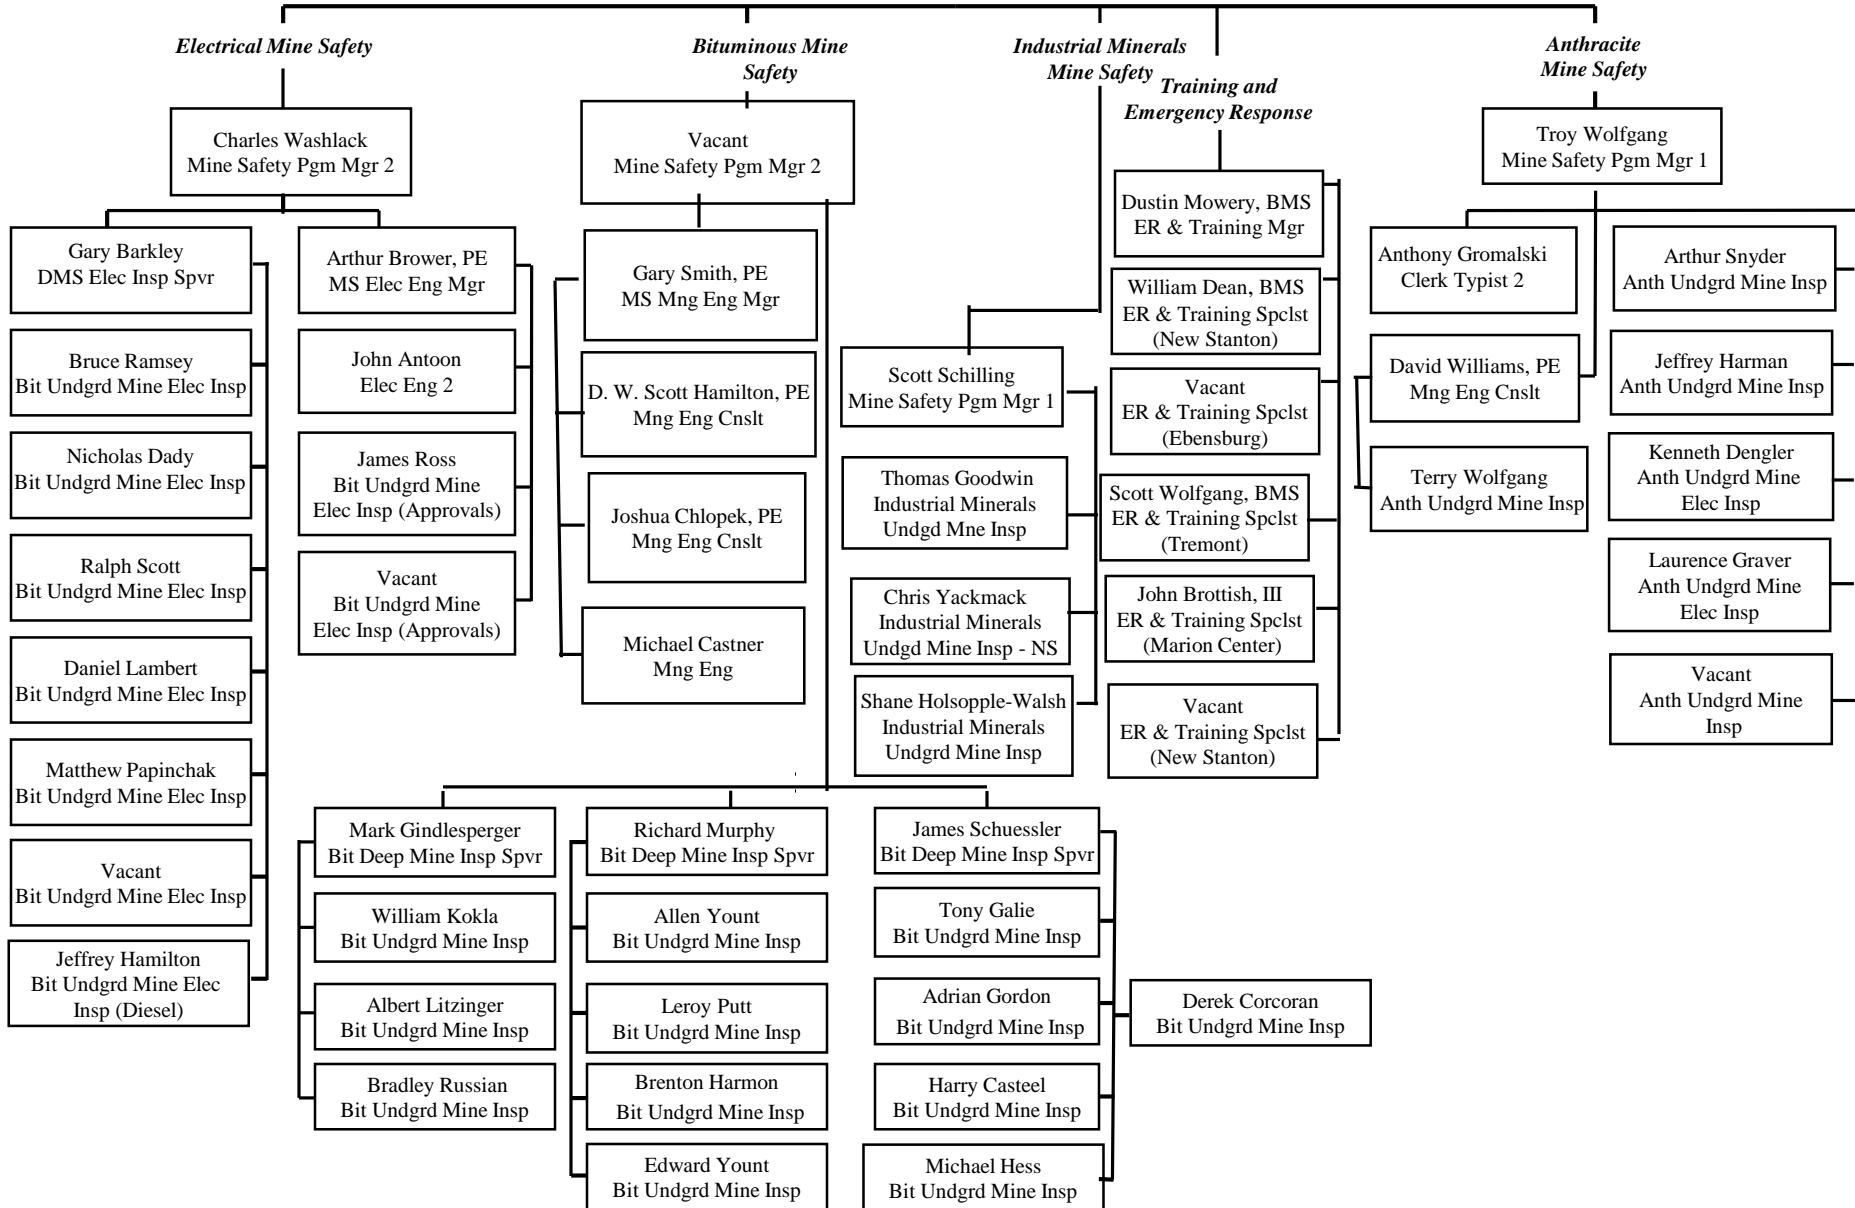 Electrical Mine Safety
Charles Washlack
Mine Safety Pgm Mgr 2
Gary Barkley
DMS Elec Insp Spvr
Bruce Ramsey
Bit Undgrd Mine Elec Insp
Nicholas Dady
Bit Undgrd Mine Elec Insp
Ralph Scott
Bit Undgrd Mine Elec Insp
Daniel Lambert
Bit Undgrd Mine Elec Insp
Matthew Papinchak
Bit Undgrd Mine Elec Insp
Vacant
Bit Undgrd Mine Elec Insp
Jeffrey Hamilton
Bit Undgrd Mine Elec
Insp (Diesel)
Arthur Brower, PE
MS Elec Eng Mgr
John Antoon
Elec Eng 2
James Ross
Bit Undgrd Mine
Elec Insp (Approvals)
Vacant
Bit Undgrd Mine
Elec Insp (Approvals)
Bituminous Mine
Safety
Vacant
Mine Safety Pgm Mgr 2
Gary Smith, PE
MS Mng Eng Mgr
D. W. Scott Hamilton, PE
Mng Eng Cnslt
Joshua Chlopek, PE
Mng Eng Cnslt
Michael Castner
Mng Eng
Mark Gindlesperger
Bit Deep Mine Insp Spvr
William Kokla
Bit Undgrd Mine Insp
Albert Litzinger
Bit Undgrd Mine Insp
Bradley Russian
Bit Undgrd Mine Insp
Richard Murphy
Bit Deep Mine Insp Spvr
Allen Yount
Bit Undgrd Mine Insp
Leroy Putt
Bit Undgrd Mine Insp
Brenton Harmon
Bit Undgrd Mine Insp
Edward Yount
Bit Undgrd Mine Insp
James Schuessler
Bit Deep Mine Insp Spvr
Tony Galie
Bit Undgrd Mine Insp
Adrian Gordon
Bit Undgrd Mine Insp
Harry Casteel
Bit Undgrd Mine Insp
Michael Hess
Bit Undgrd Mine Insp
Derek Corcoran
Bit Undgrd Mine Insp
Industrial Minerals
Mine Safety
Scott Schilling
Mine Safety Pgm Mgr 1
Thomas Goodwin
Industrial Minerals
Undgd Mne Insp
Chris Yackmack
Industrial Minerals
Undgd Mine Insp - NS
Shane Holsopple-Walsh
Industrial Minerals
Undgrd Mine Insp
Training and
Emergency Response
Dustin Mowery, BMS
ER & Training Mgr
William Dean, BMS
ER & Training Spclst
(New Stanton)
Vacant
ER & Training Spclst
(Ebensburg)
Scott Wolfgang, BMS
ER & Training Spclst
(Tremont)
John Brottish, III
ER & Training Spclst
(Marion Center)
Vacant
ER & Training Spclst
(New Stanton)
Anthracite
Mine Safety
Troy Wolfgang
Mine Safety Pgm Mgr 1
Anthony Gromalski
Clerk Typist 2
David Williams, PE
Mng Eng Cnslt
Terry Wolfgang
Anth Undgrd Mine Insp
Arthur Snyder
Anth Undgrd Mine Insp
Jeffrey Harman
Anth Undgrd Mine Insp
Kenneth Dengler
Anth Undgrd Mine
Elec Insp
Laurence Graver
Anth Undgrd Mine
Elec Insp
Vacant
Anth Undgrd Mine
Insp